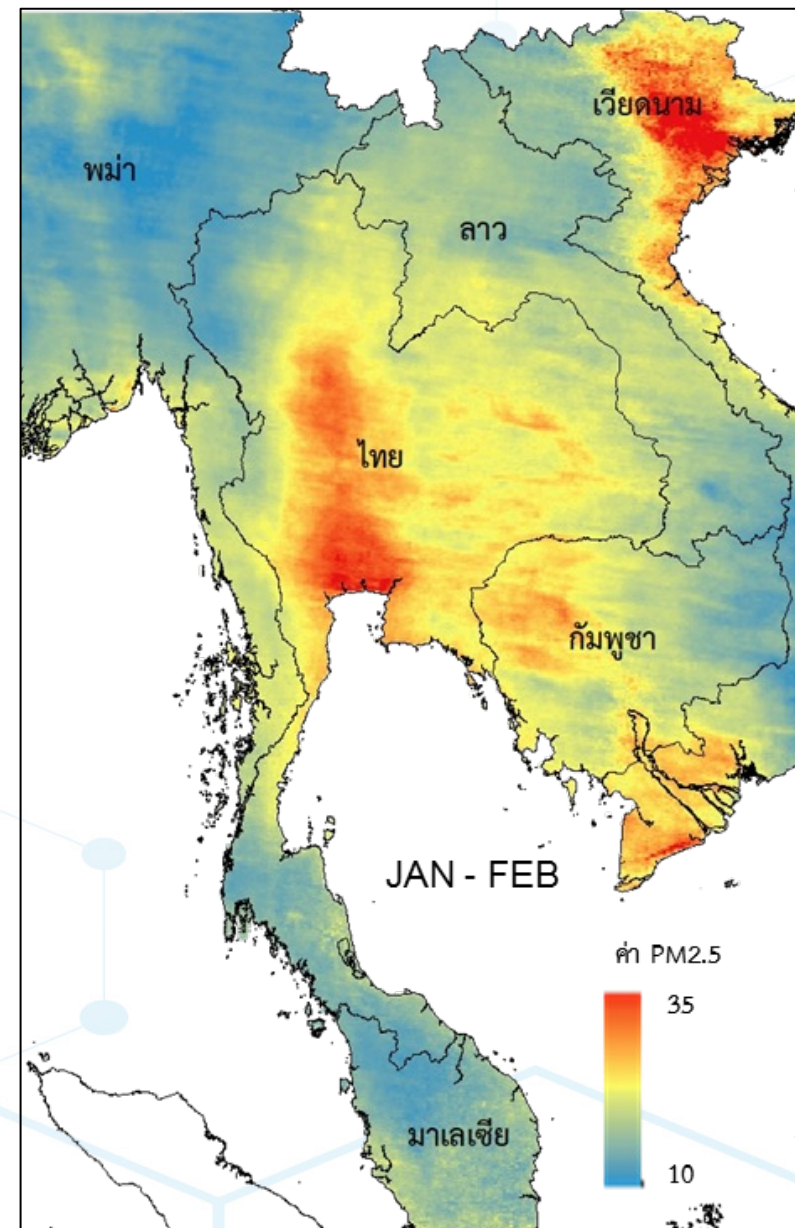 เวียดนาม
พม่า
ลาว
ไทย
กัมพูชา
JAN - FEB
ค่า PM2.5
35
10
มาเลเซีย